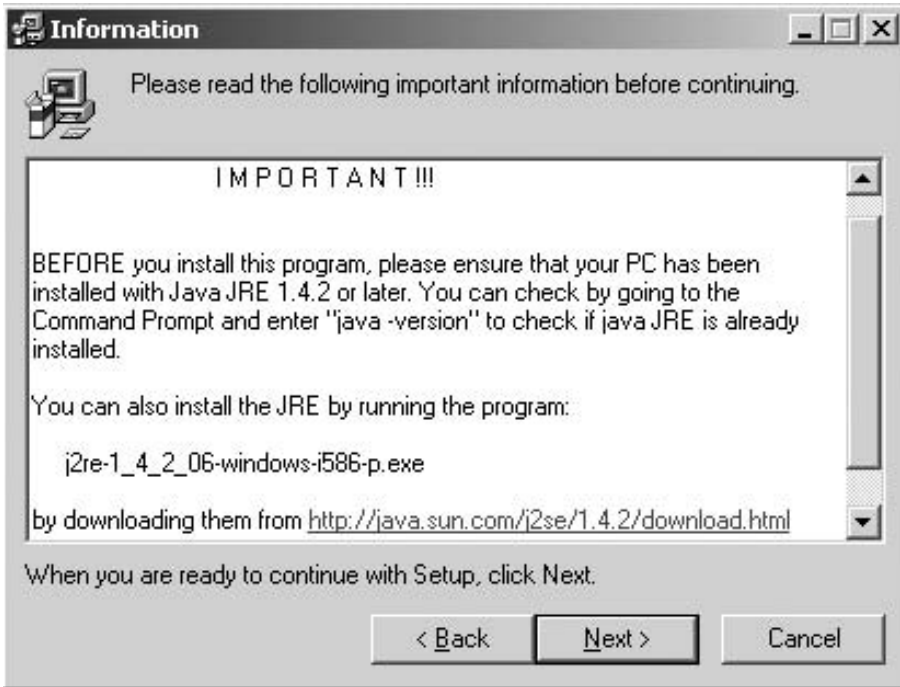 Information
Please read the following important information before continuing.
I M P O R T A N T !!!
BEFORE you install this program, please ensure that your PC has been
installed with Java JRE 1.4.2 or later. You can check by going to the
Command Prompt and enter "java -version" to check if java JRE is already
installed.
You can also install the JRE by running the program:
j2re-1_4_2_06-windows-i586-p.exe
by downloading them from http://java.sun.com/j2se/1.4.2/download.html
When you are ready to continue with Setup, click Next.
< Back Next > Cancel